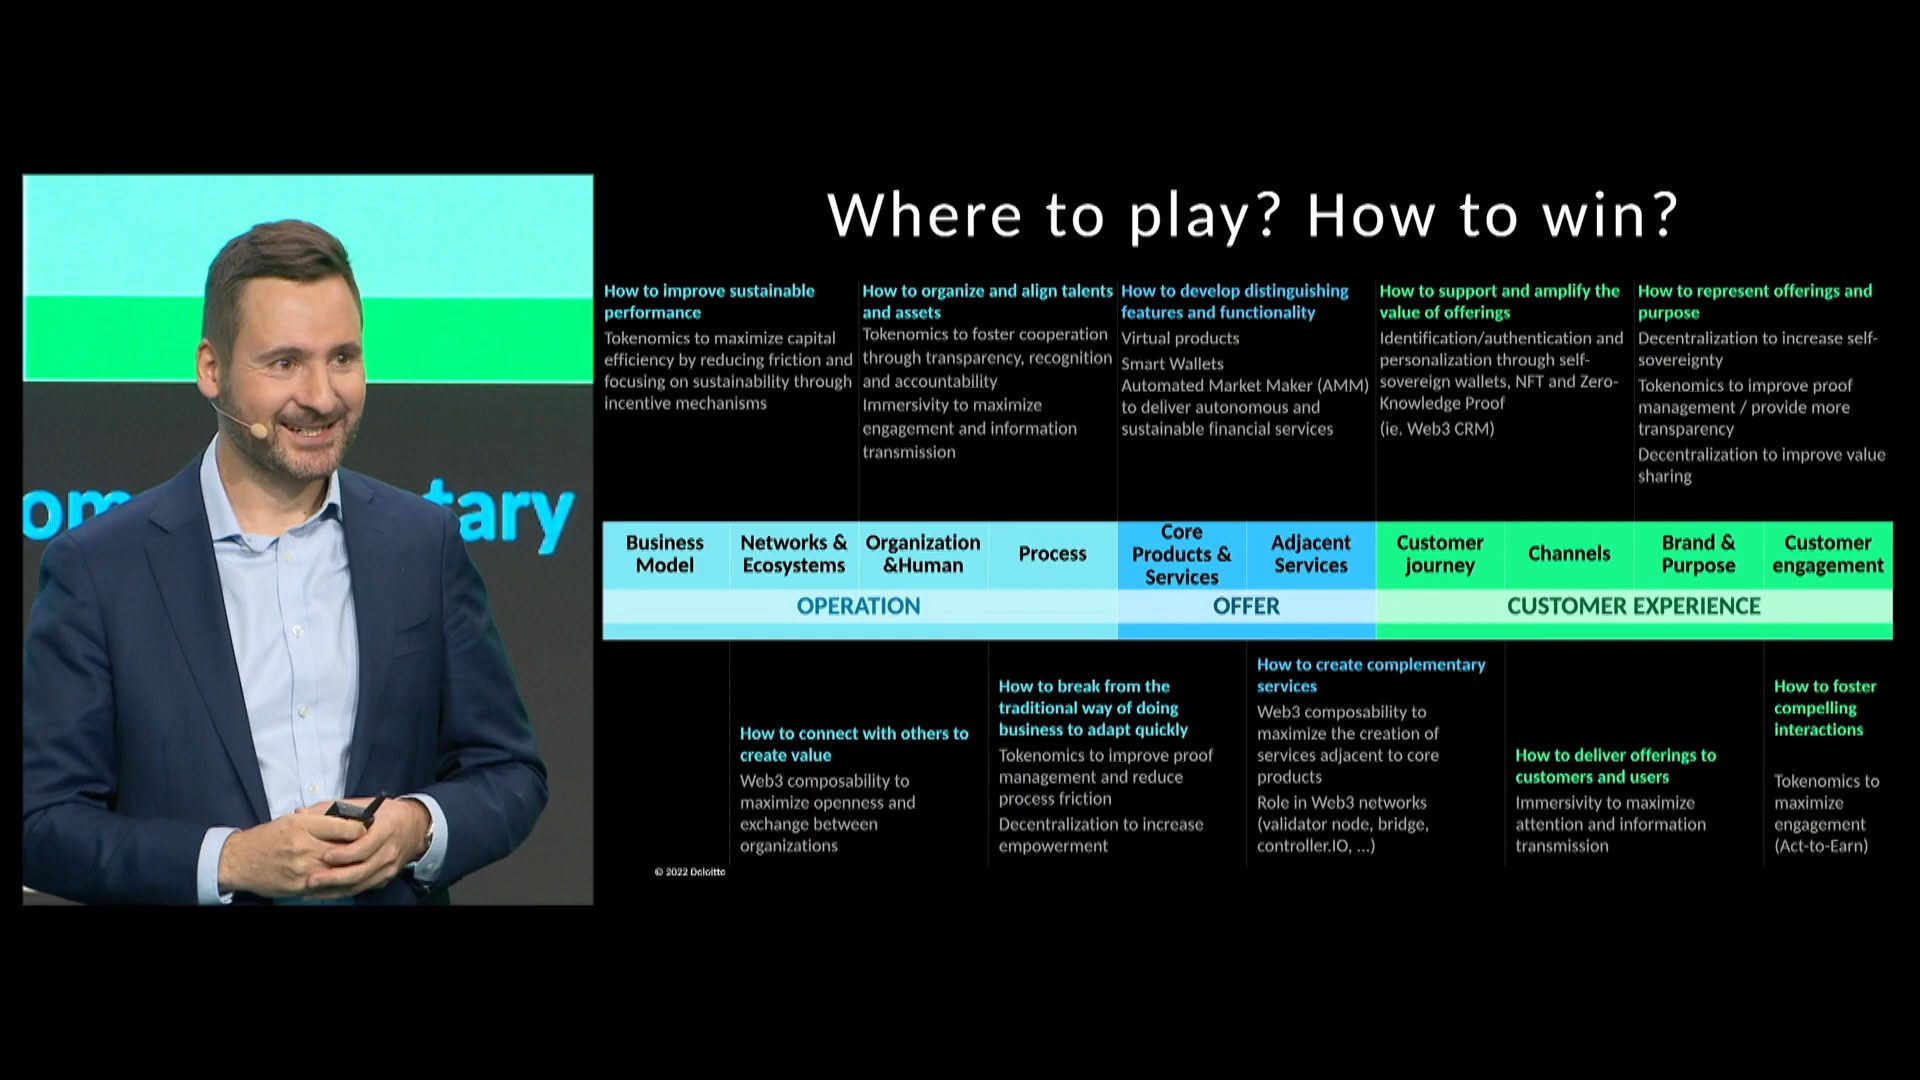 Where to play? How to win?
How to improve sustainable
performance
Tokenomics to maximize capital
efficiency by reducing friction and
focusing on sustainability through
incentive mechanisms
How to organize and align talents
and assets
Tokenomics to foster cooperation
through transparency, recognition
and accountability
Immersivity to maximize
engagement and information
transmission
How to develop distinguishing
features and functionality
Virtual products
Smart Wallets
Automated Market Maker (AMM)
to deliver autonomous and
sustainable financial services
How to support and amplify the
value of offerings
Identification/authentication and
personalization through self-
sovereign wallets, NFT and Zero-
Knowledge Proof
(ie. Web3 CRM)
How to represent offerings and
purpose
Decentralization to increase self-
sovereignty
Tokenomics to improve proof
management / provide more
transparency
Decentralization to improve value
sharing
Business
Model
Networks &
Ecosystems
Organization
&Human
Process
Core
Products &
Services
Adjacent
Services
Customer
journey
Channels
Brand &
Purpose
Customer
engagement
OPERATION
OFFER
CUSTOMER EXPERIENCE
How to connect with others to
create value
Web3 composability to
maximize openness and
exchange between
organizations
How to break from the
traditional way of doing
business to adapt quickly
Tokenomics to improve proof
management and reduce
process friction
Decentralization to increase
empowerment
How to create complementary
services
Web3 composability to
maximize the creation of
services adjacent to core
products
Role in Web3 networks
(validator node, bridge,
controller.IO, ...)
How to deliver offerings to
customers and users
Immersivity to maximize
attention and information
transmission
How to foster
compelling
interactions
Tokenomics to
maximize
engagement
(Act-to-Earn)
© 2022 Deloitte